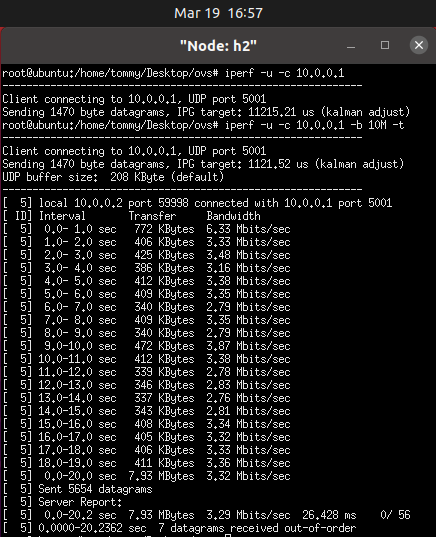 Mar 19 16:57
"Node: h2"
root@ubuntu:/home/tommy/Desktop/ovs# iperf -u -c 10.0.0.1
------------------------------------------------------------
Client connecting to 10.0.0.1, UDP port 5001
Sending 1470 byte datagrams, IPG target: 11215.21 us (kalman adjust)
root@ubuntu:/home/tommy/Desktop/ovs# iperf -u -c 10.0.0.1 -b 10M -t
------------------------------------------------------------
Client connecting to 10.0.0.1, UDP port 5001
Sending 1470 byte datagrams, IPG target: 1121.52 us (kalman adjust)
UDP buffer size: 208 KByte (default)
------------------------------------------------------------
[ 5] local 10.0.0.2 port 59998 connected with 10.0.0.1 port 5001
[ ID] Interval Transfer Bandwidth
[ 5] 0.0- 1.0 sec 772 KBytes 6.33 Mbits/sec
[ 5] 1.0- 2.0 sec 406 KBytes 3.33 Mbits/sec
[ 5] 2.0- 3.0 sec 425 KBytes 3.48 Mbits/sec
[ 5] 3.0- 4.0 sec 386 KBytes 3.16 Mbits/sec
[ 5] 4.0- 5.0 sec 412 KBytes 3.38 Mbits/sec
[ 5] 5.0- 6.0 sec 409 KBytes 3.35 Mbits/sec
[ 5] 6.0- 7.0 sec 340 KBytes 2.79 Mbits/sec
[ 5] 7.0- 8.0 sec 409 KBytes 3.35 Mbits/sec
[ 5] 8.0- 9.0 sec 340 KBytes 2.79 Mbits/sec
[ 5] 9.0-10.0 sec 472 KBytes 3.87 Mbits/sec
[ 5] 10.0-11.0 sec 412 KBytes 3.38 Mbits/sec
[ 5] 11.0-12.0 sec 339 KBytes 2.78 Mbits/sec
[ 5] 12.0-13.0 sec 346 KBytes 2.83 Mbits/sec
[ 5] 13.0-14.0 sec 337 KBytes 2.76 Mbits/sec
[ 5] 14.0-15.0 sec 343 KBytes 2.81 Mbits/sec
[ 5] 15.0-16.0 sec 408 KBytes 3.34 Mbits/sec
[ 5] 16.0-17.0 sec 405 KBytes 3.32 Mbits/sec
[ 5] 17.0-18.0 sec 406 KBytes 3.33 Mbits/sec
[ 5] 18.0-19.0 sec 411 KBytes 3.36 Mbits/sec
[ 5] 0.0-20.0 sec 7.93 MBytes 3.32 Mbits/sec
[ 5] Sent 5654 datagrams
[ 5] Server Report:
[ 5] 0.0-20.2 sec 7.93 MBytes 3.29 Mbits/sec 26.428 ms 0/ 56
[ 5] 0.0000-20.2362 sec 7 datagrams received out-of-order